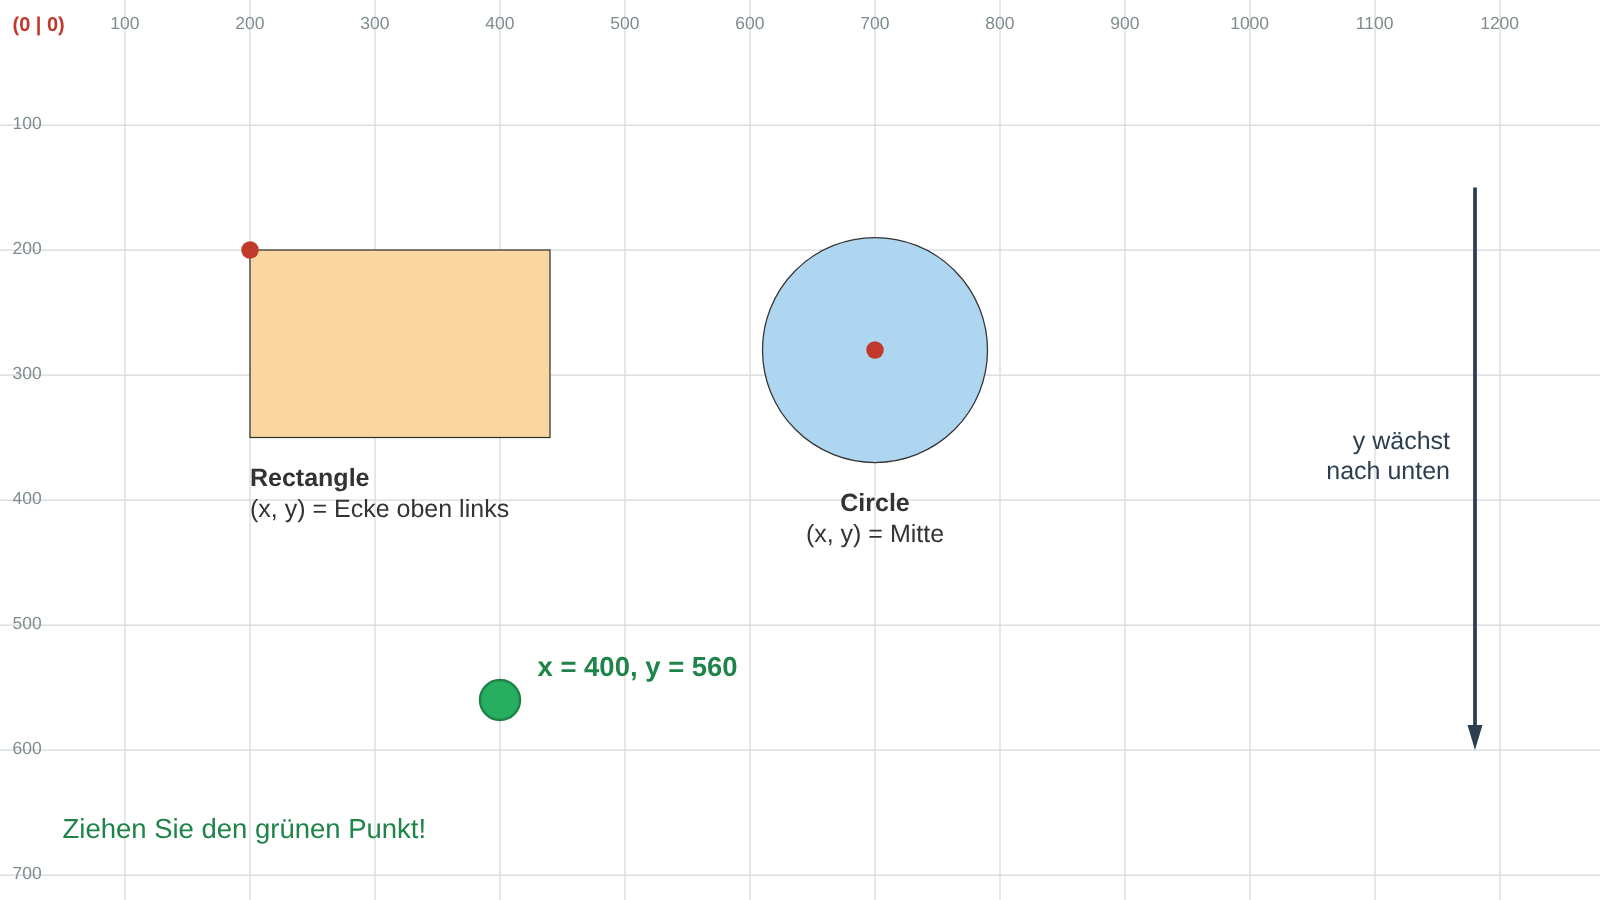 (0 | 0) 100 200 300 400 500 600 700 800 900 1000 1100 1200
100
200
300
y wächst
nach unten
Rectangle
(x, y) = Ecke oben links
400
Circle
(x, y) = Mitte
500
x = 400, y = 560
600
Ziehen Sie den grünen Punkt!
700